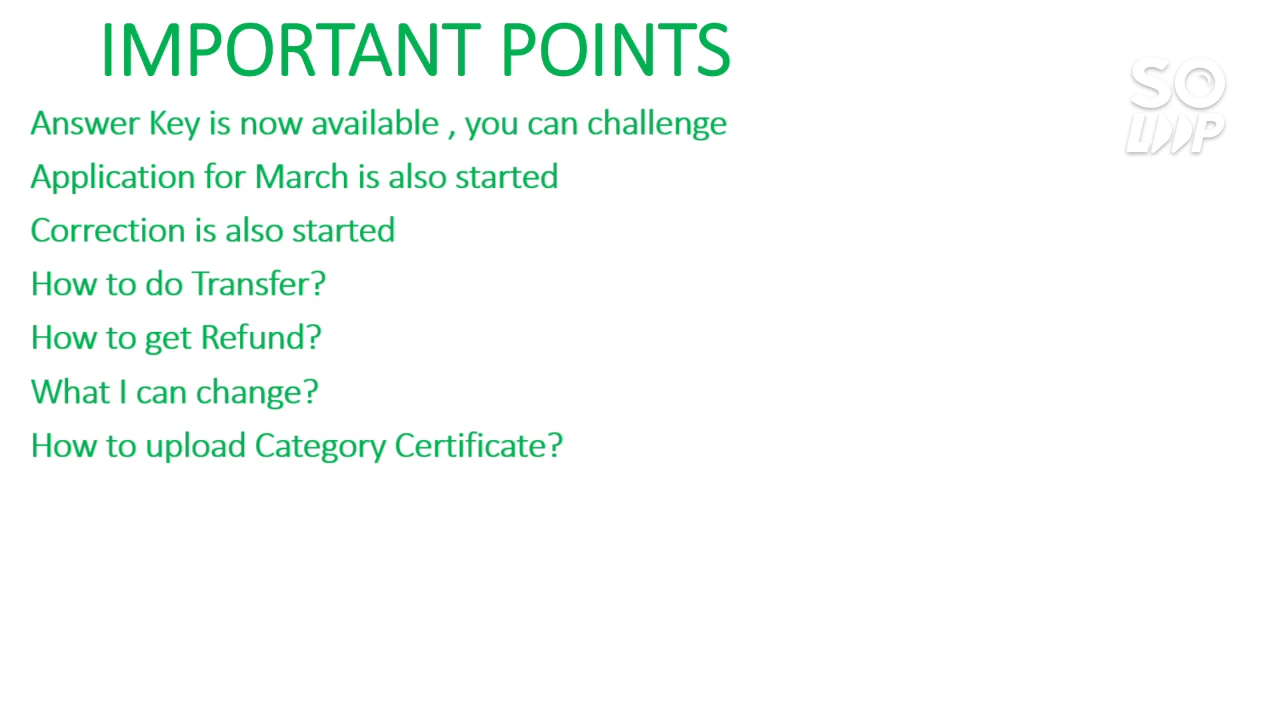 IMPORTANT POINTS
Answer Key is now available , you can challenge
Application for March is also started
Correction is also started
How to do Transfer?
How to get Refund?
What I can change?
How to upload Category Certificate?
SO
LOOP